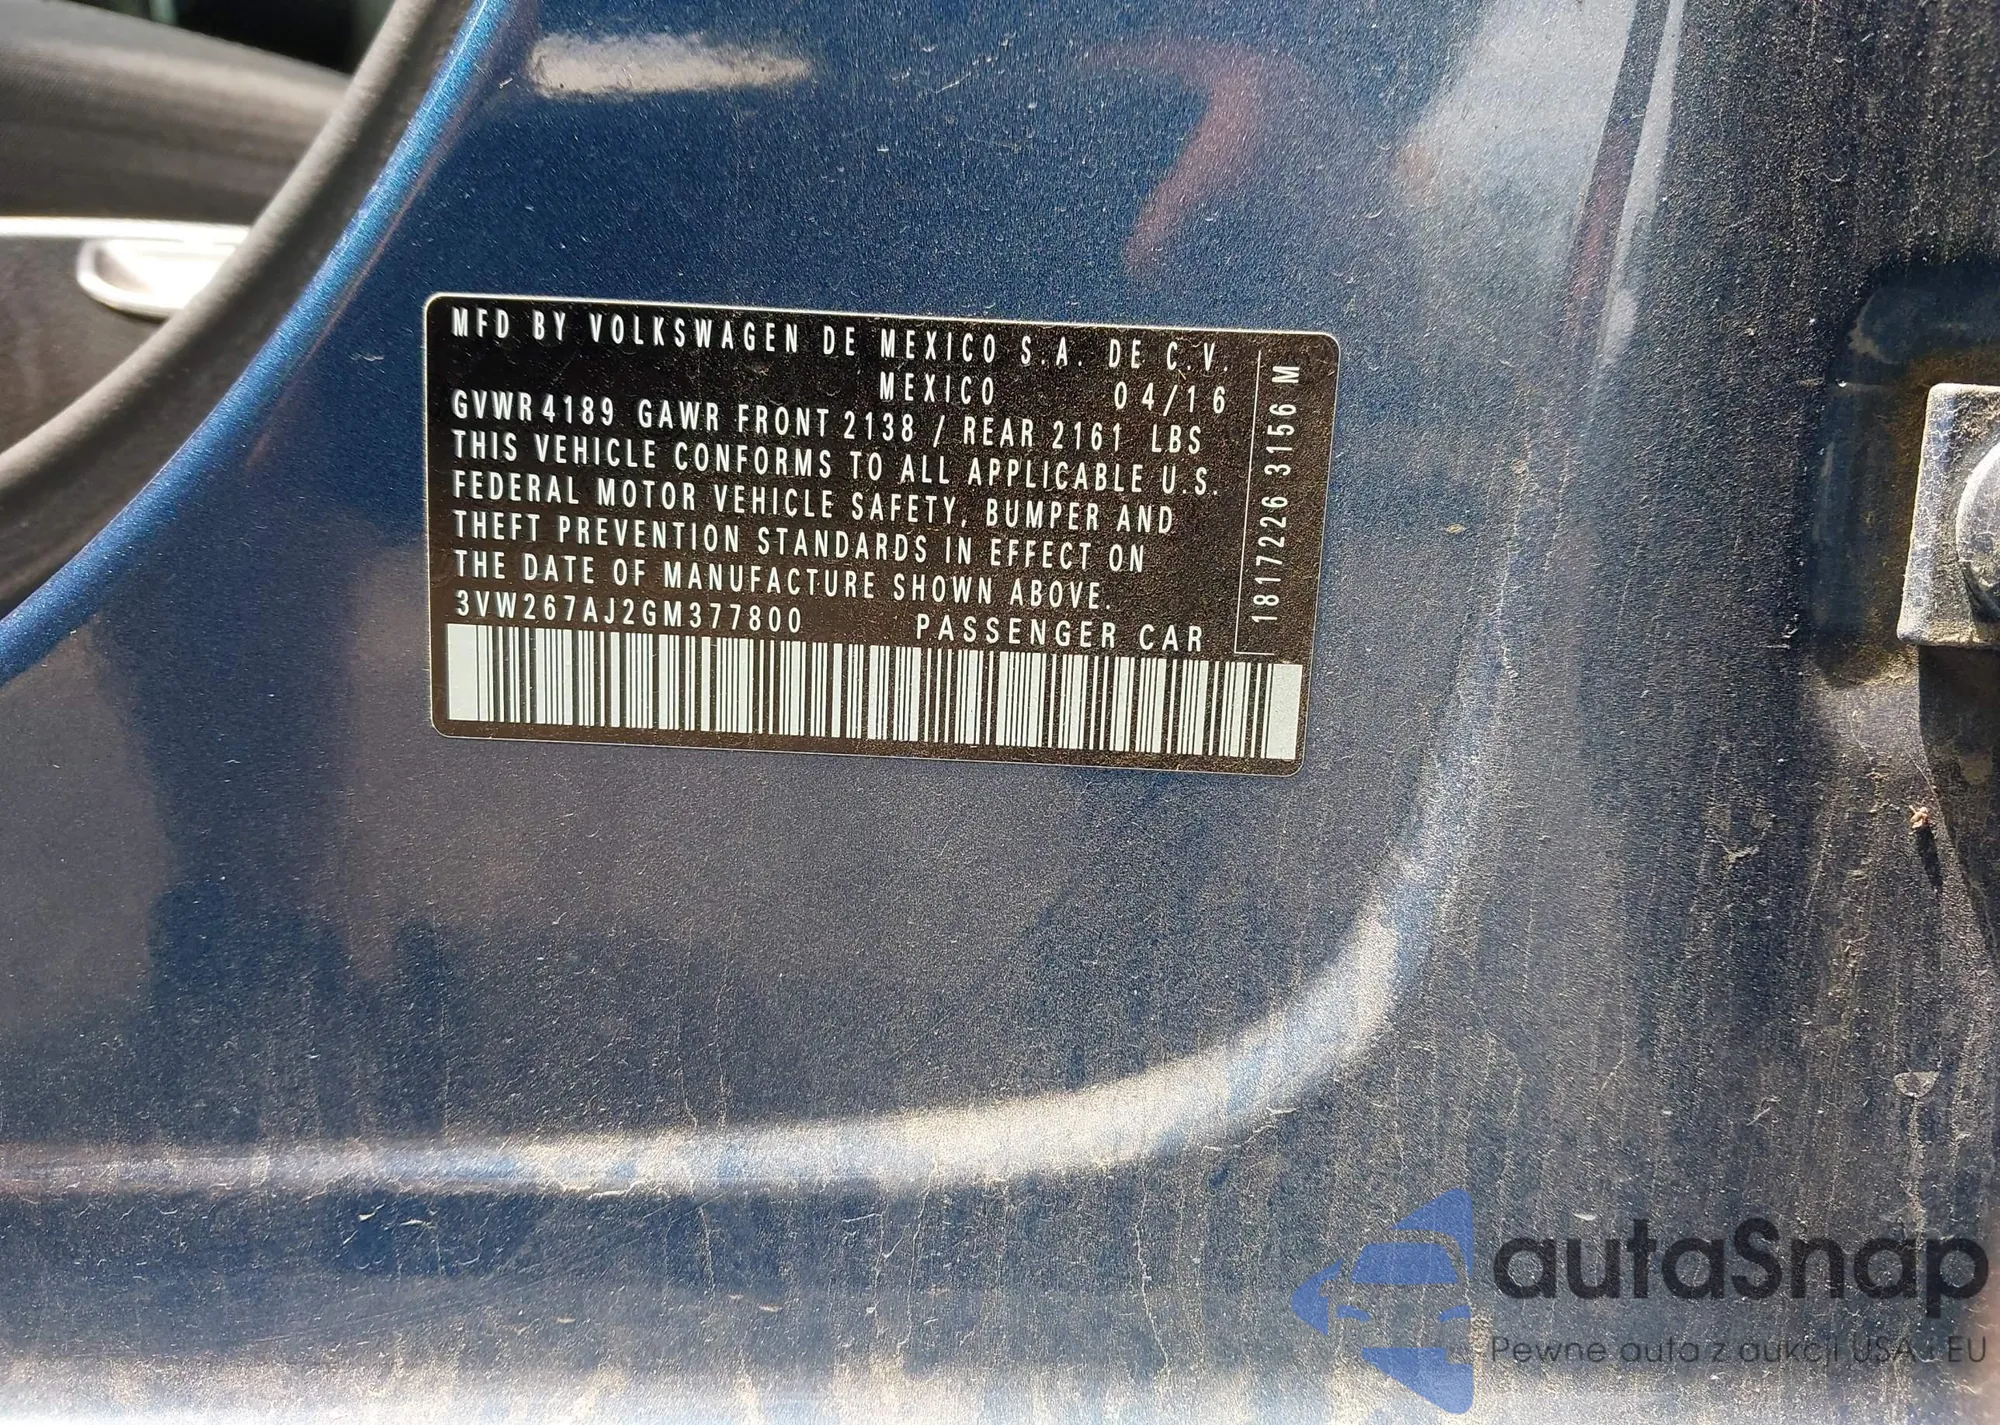 MFD BY VOLKSWAGEN DE MEXICO S.A. DE C.V.
MEXICO 04/16
GVWR 4189 GAWR FRONT 2138 / REAR 2161 LBS
THIS VEHICLE CONFORMS TO ALL APPLICABLE U.S.
FEDERAL MOTOR VEHICLE SAFETY, BUMPER AND
THEFT PREVENTION STANDARDS IN EFFECT ON
THE DATE OF MANUFACTURE SHOWN ABOVE.
3VW267AJ2GM377800 PASSENGER CAR
1817226 3156 M
autaSnap
Pewne auta z aukcji USA i EU